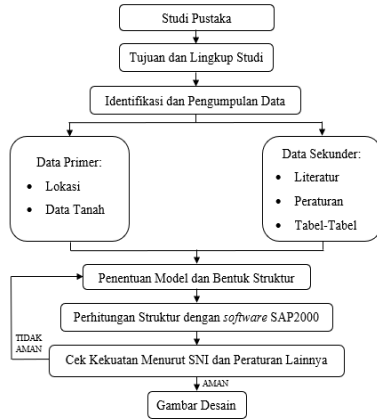 Studi Pustaka
Tujuan dan Lingkup Studi
Identifikasi dan Pengumpulan Data
Data Primer:
• Lokasi
• Data Tanah
Data Sekunder:
• Literatur
• Peraturan
• Tabel-Tabel
Penentuan Model dan Bentuk Struktur
Perhitungan Struktur dengan software SAP2000
TIDAK
AMAN
Cek Kekuatan Menurut SNI dan Peraturan Lainnya
AMAN
Gambar Desain